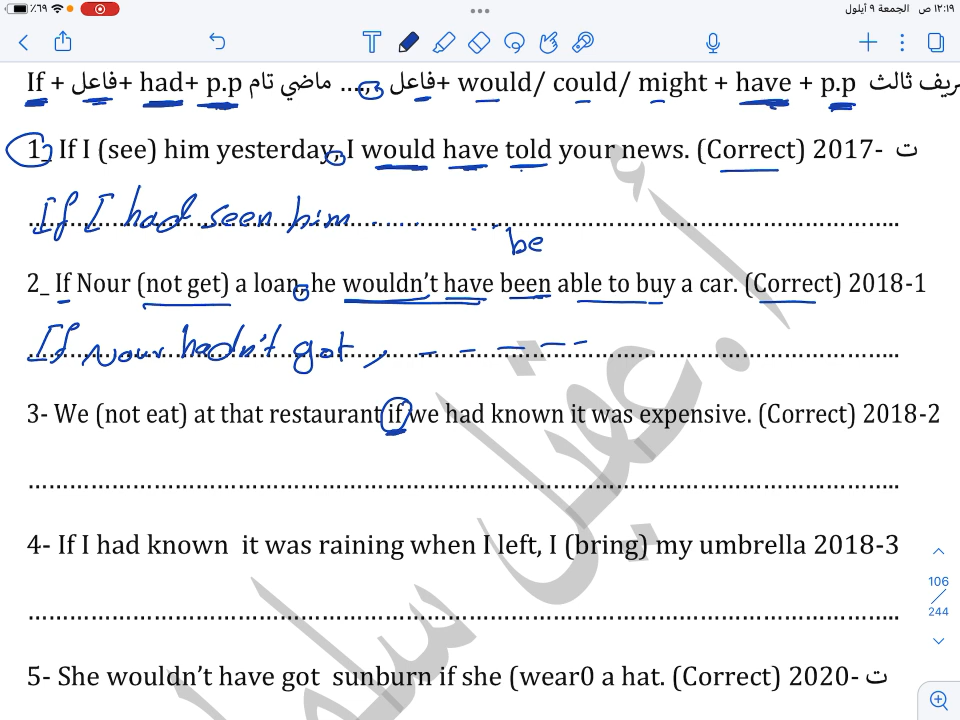 ٪٦٩ ١٢:١٩ ص الجمعة ٩ أيلول
If + فاعل + had+ p.p ماضي تام ...., فاعل + would/ could/ might + have + p.p ريف ثالث
1_ If I (see) him yesterday, I would have told your news. (Correct) 2017- ت
If I had seen him ......
be
2_ If Nour (not get) a loan, he wouldn't have been able to buy a car. (Correct) 2018-1
If nour hadn't got , – – – – –
3- We (not eat) at that restaurant if we had known it was expensive. (Correct) 2018-2
4- If I had known it was raining when I left, I (bring) my umbrella 2018-3
106
244
5- She wouldn't have got sunburn if she (wear0 a hat. (Correct) 2020- ت